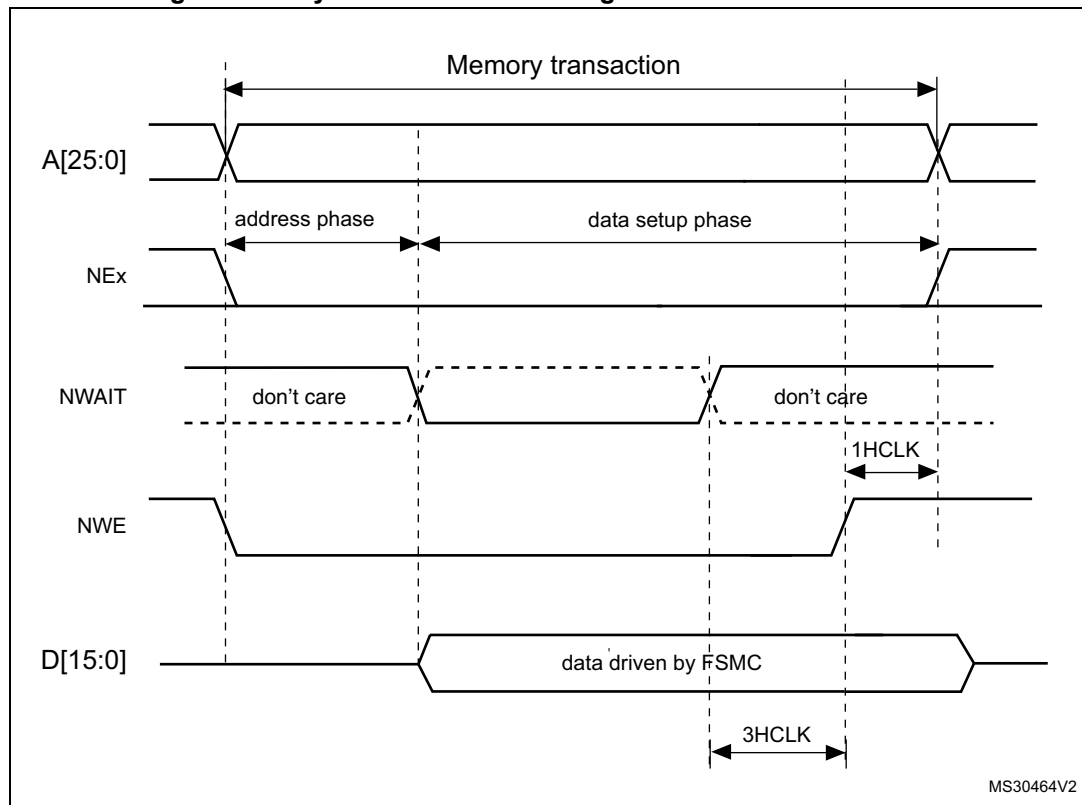 Memory transaction
A[25:0]
address phase
data setup phase
NEx
NWAIT
don't care
don't care
1HCLK
NWE
D[15:0]
data driven by FSMC
3HCLK
MS30464V2